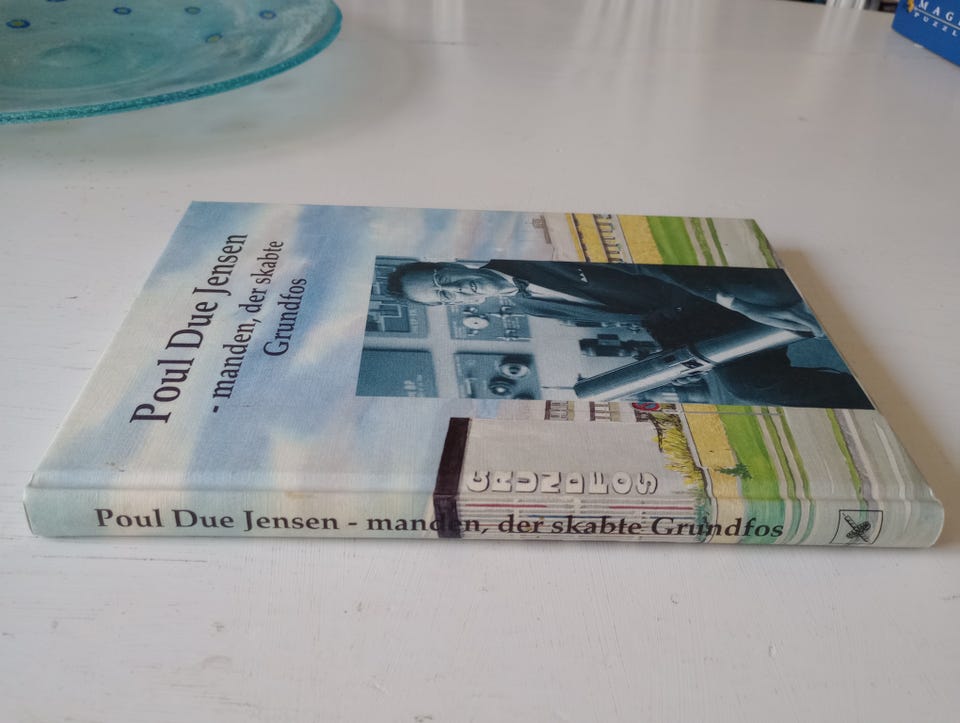 Poul Due Jensen
- manden, der skabte
Grundfos
GRUNDFOS
Poul Due Jensen - manden, der skabte Grundfos